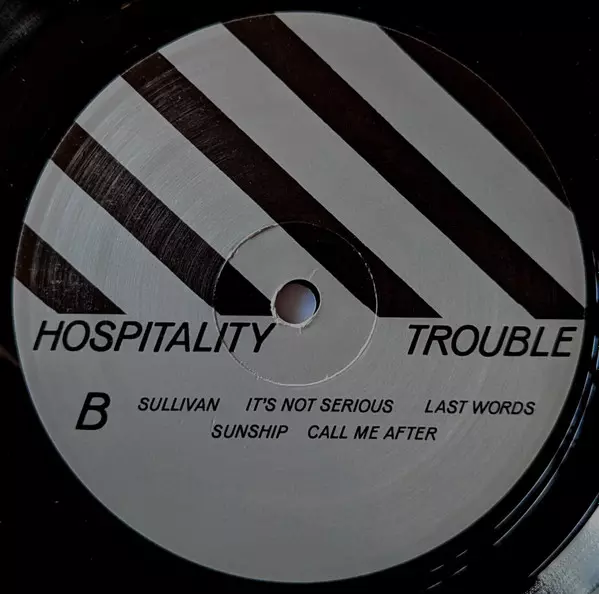 HOSPITALITY TROUBLE
B SULLIVAN IT'S NOT SERIOUS LAST WORDS
SUNSHIP CALL ME AFTER